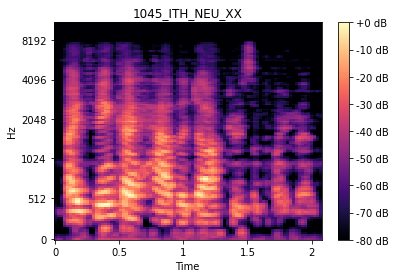 1045_ITH_NEU_XX
+0 dB
8192
-10 dB
4096
-20 dB
-30 dB
Hz
2048
-40 dB
1024
-50 dB
512
-60 dB
-70 dB
0
-80 dB
0 0.5 1 1.5 2
Time